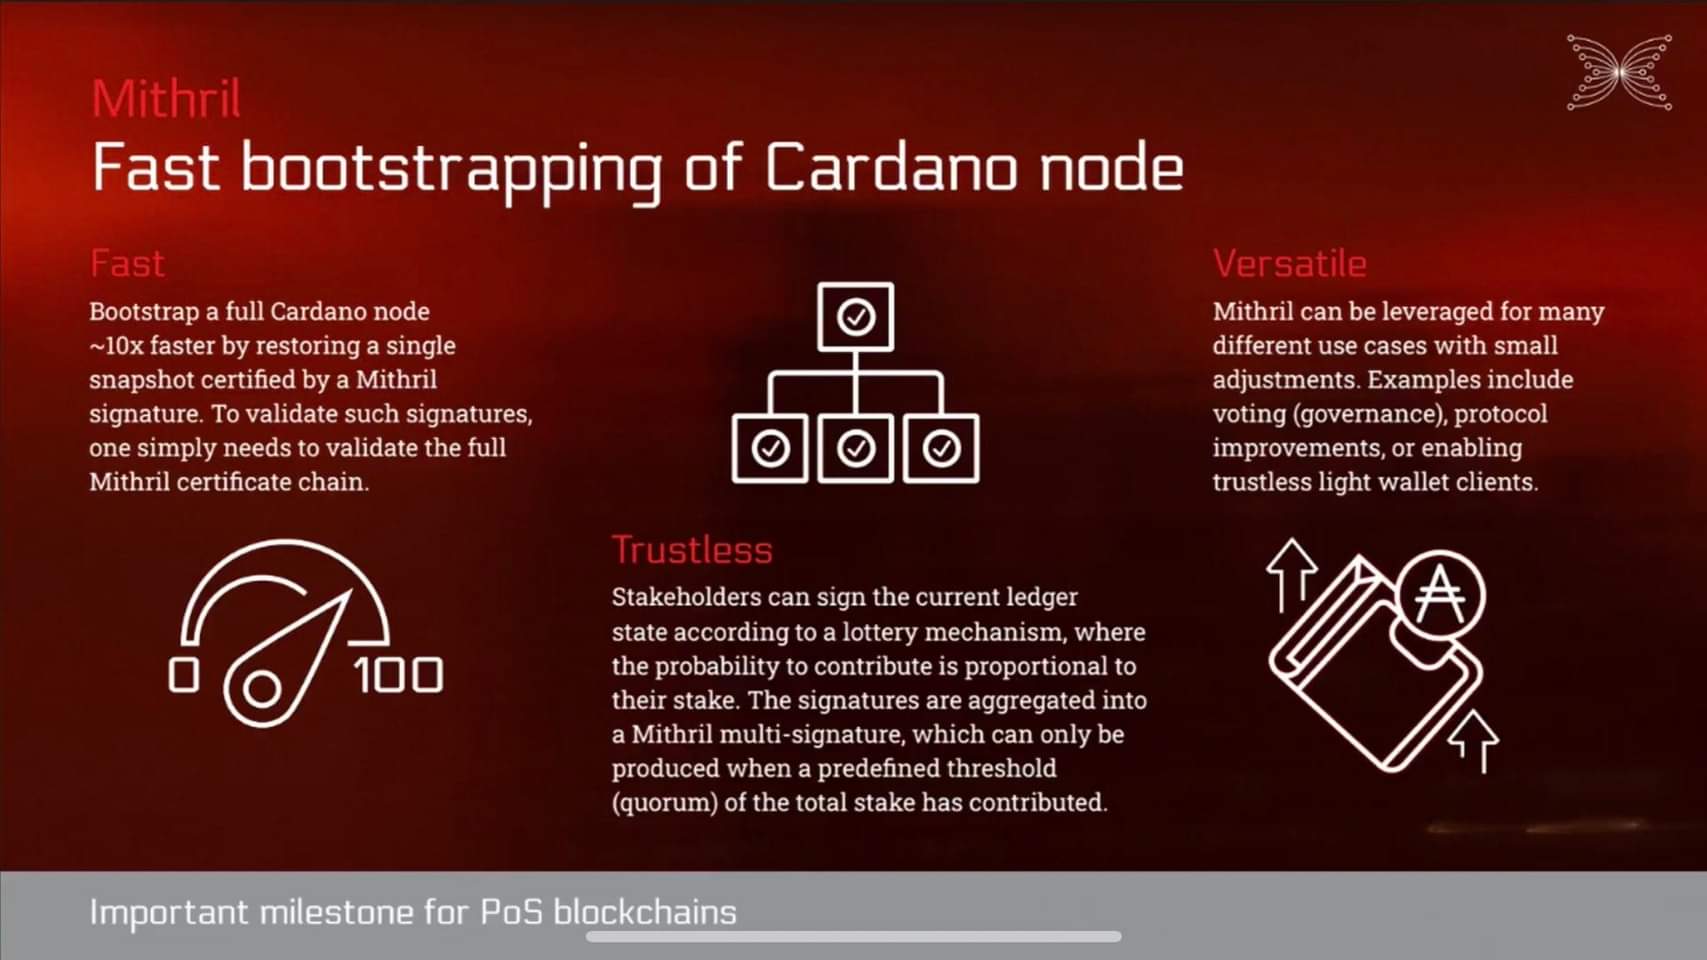 Mithril
Fast bootstrapping of Cardano node
Fast
Bootstrap a full Cardano node
~10x faster by restoring a single
snapshot certified by a Mithril
signature. To validate such signatures,
one simply needs to validate the full
Mithril certificate chain.
0 100
Trustless
Stakeholders can sign the current ledger
state according to a lottery mechanism, where
the probability to contribute is proportional to
their stake. The signatures are aggregated into
a Mithril multi-signature, which can only be
produced when a predefined threshold
(quorum) of the total stake has contributed.
Versatile
Mithril can be leveraged for many
different use cases with small
adjustments. Examples include
voting (governance), protocol
improvements, or enabling
trustless light wallet clients.
₳
Important milestone for PoS blockchains